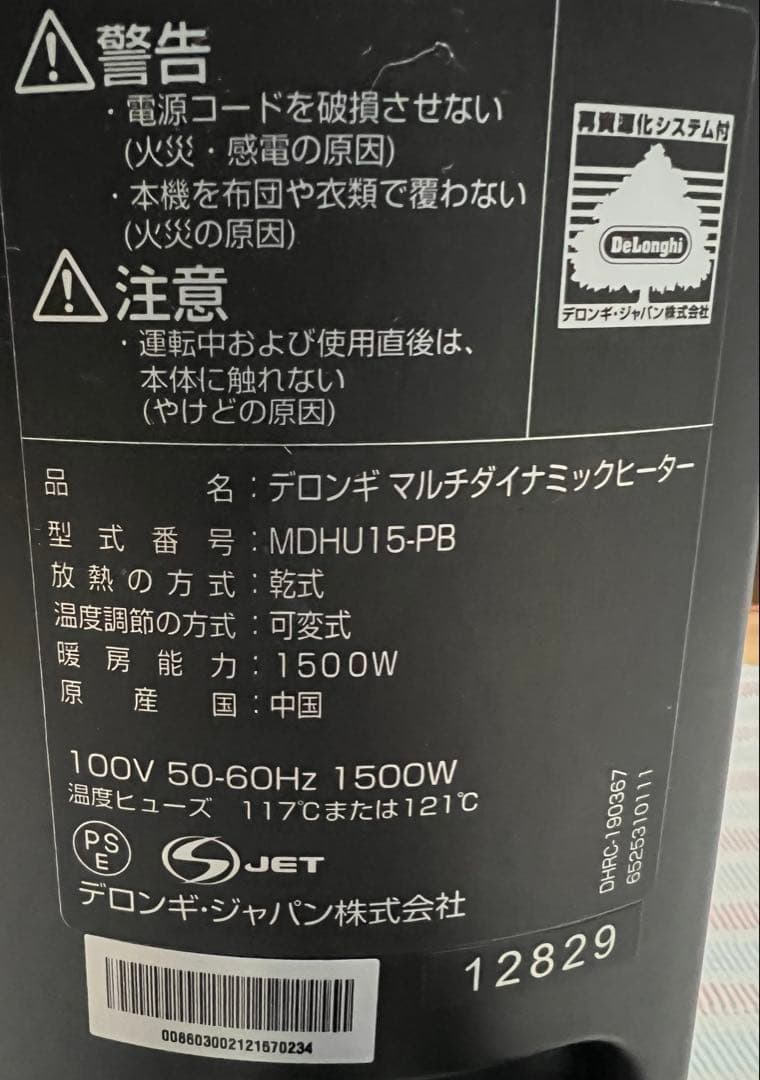 警告
・電源コードを破損させない
(火災・感電の原因)
・本機を布団や衣類で覆わない
(火災の原因)
注意
・運転中および使用直後は、
本体に触れない
(やけどの原因)
再資源化システム付
DeLonghi
デロンギ・ジャパン株式会社
品名：デロンギ マルチダイナミックヒーター
型式番号：MDHU15-PB
放熱の方式：乾式
温度調節の方式：可変式
暖房能力：1500W
原産国：中国
100V 50-60Hz 1500W
温度ヒューズ 117℃または121℃
PS
E
S JET
デロンギ・ジャパン株式会社
DHRC-190367
6525310111
12829
008603002121670234